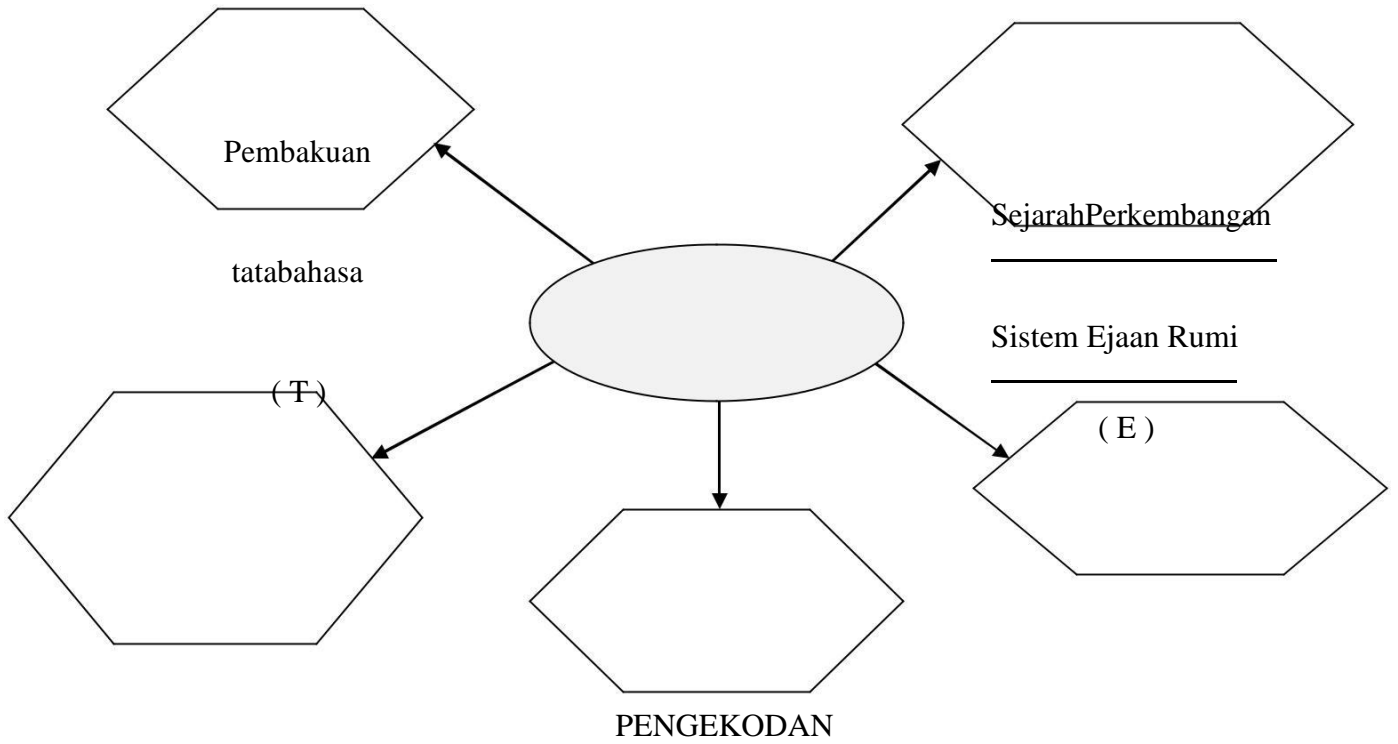 Pembakuan
tatabahasa
( T )
SejarahPerkembangan
Sistem Ejaan Rumi
( E )
PENGEKODAN